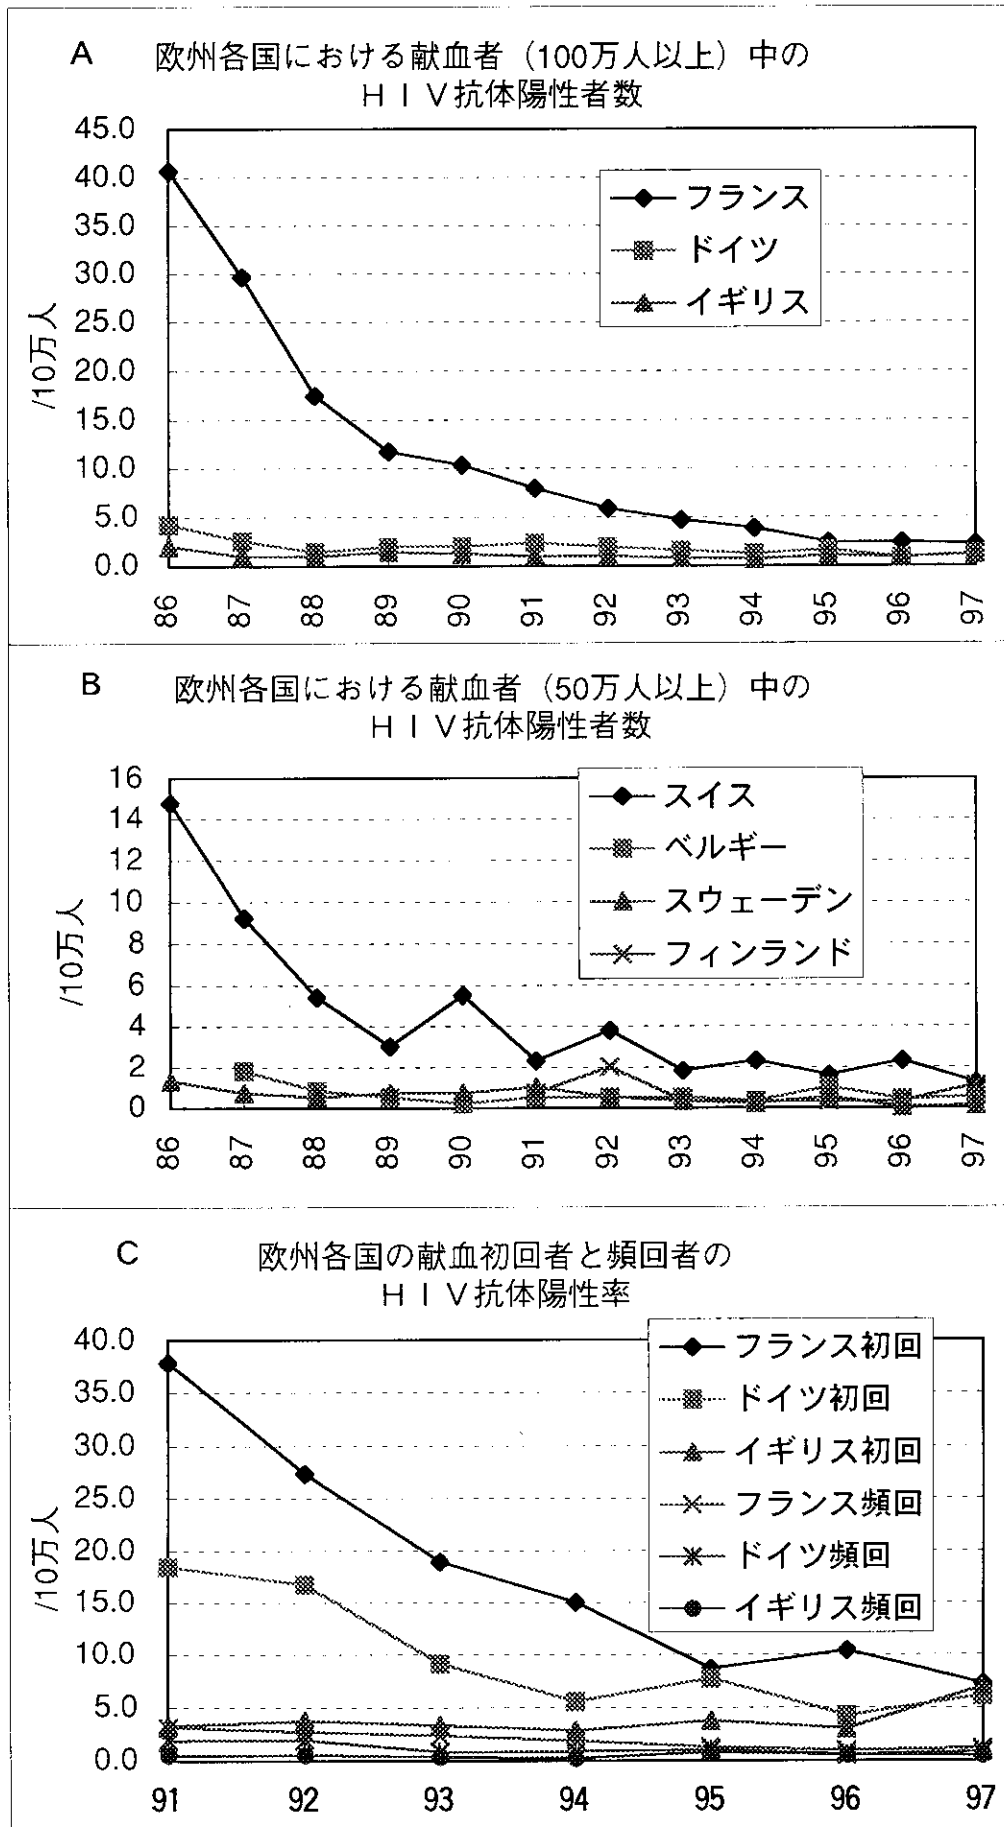 A 欧州各国における献血者（100万人以上）中の
ＨＩＶ抗体陽性者数
/10万人
45.0
40.0
35.0
30.0
25.0
20.0
15.0
10.0
5.0
0.0
フランス
ドイツ
イギリス
86 87 88 89 90 91 92 93 94 95 96 97
B 欧州各国における献血者（50万人以上）中の
ＨＩＶ抗体陽性者数
/10万人
16
14
12
10
8
6
4
2
0
スイス
ベルギー
スウェーデン
フィンランド
86 87 88 89 90 91 92 93 94 95 96 97
C 欧州各国の献血初回者と頻回者の
ＨＩＶ抗体陽性率
/10万人
40.0
35.0
30.0
25.0
20.0
15.0
10.0
5.0
0.0
フランス初回
ドイツ初回
イギリス初回
フランス頻回
ドイツ頻回
イギリス頻回
91 92 93 94 95 96 97